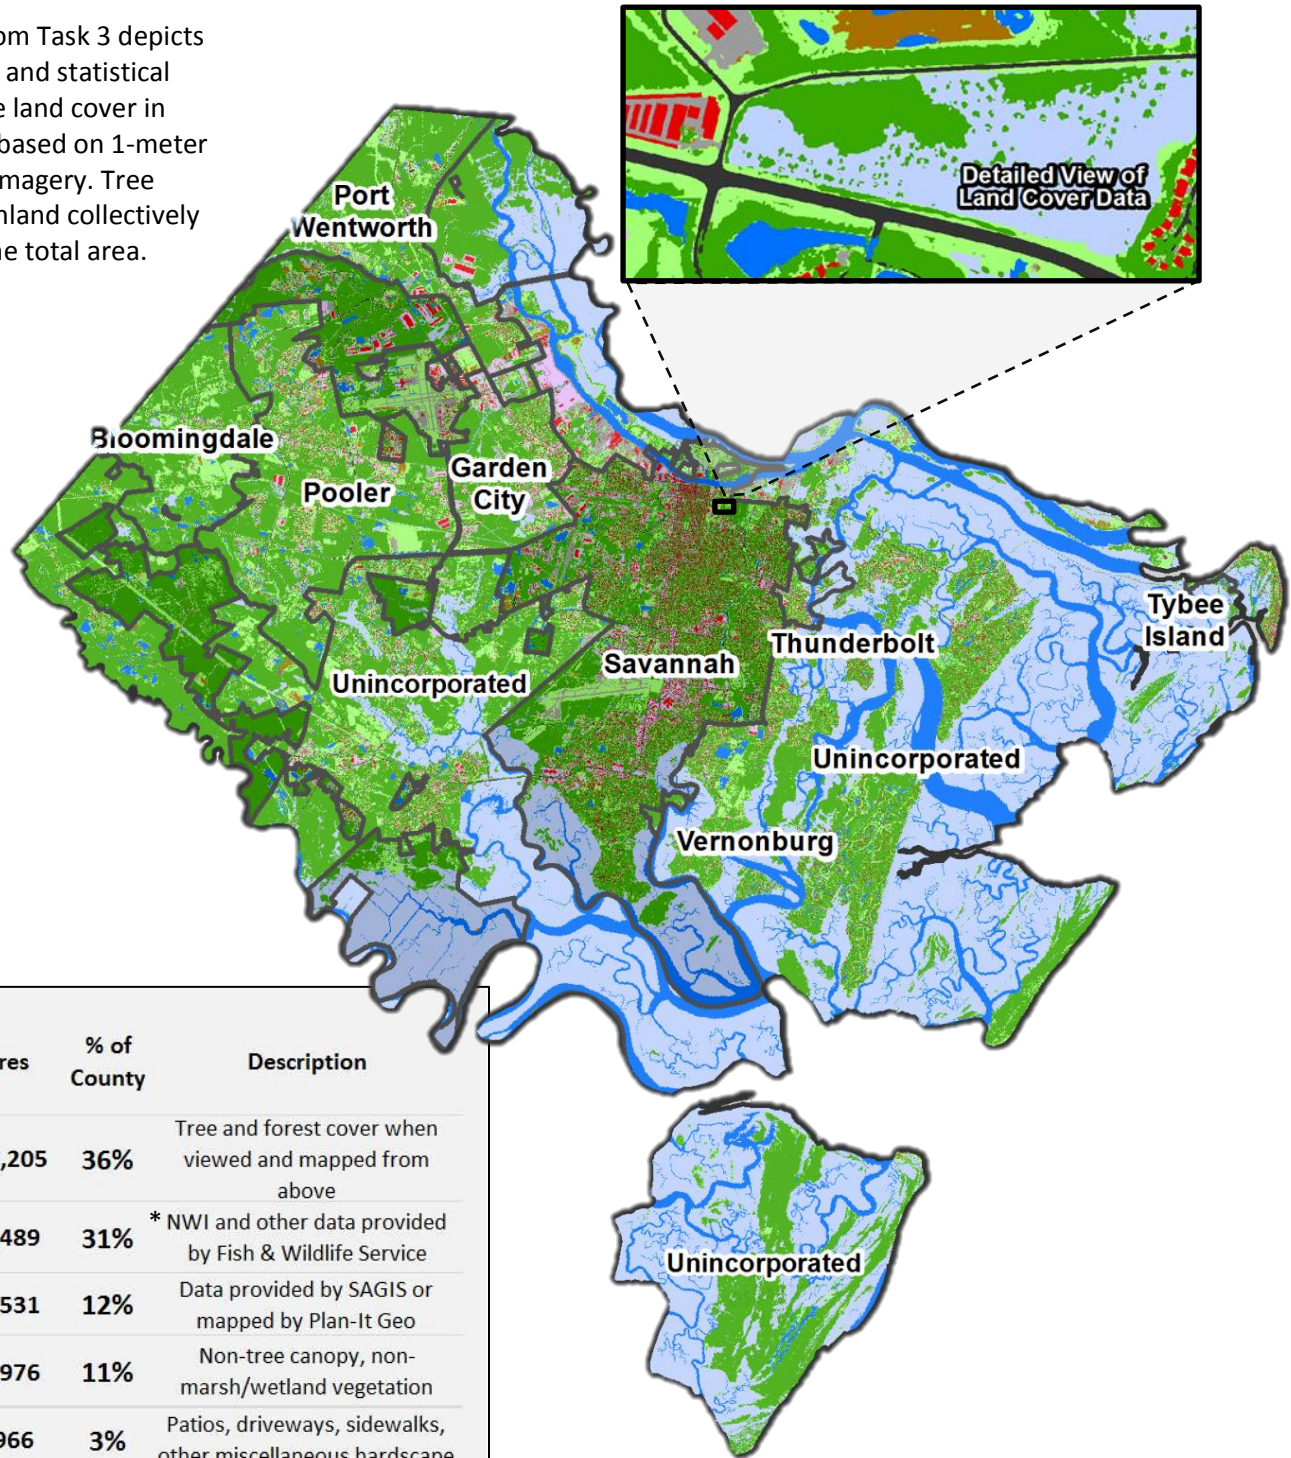 om Task 3 depicts
and statistical
e land cover in
based on 1-meter
magery. Tree
nland collectively
ne total area.
Detailed View of
Land Cover Data
Port
Wentworth
Bloomingdale
Pooler
Garden
City
Tybee
Island
Thunderbolt
Savannah
Unincorporated
Unincorporated
Vernonburg
Unincorporated
res
% of
County
Description
,205
36%
Tree and forest cover when
viewed and mapped from
above
489
31%
* NWI and other data provided
by Fish & Wildlife Service
531
12%
Data provided by SAGIS or
mapped by Plan-It Geo
976
11%
Non-tree canopy, non-
marsh/wetland vegetation
966
3%
Patios, driveways, sidewalks,
other miscellaneous hardscape